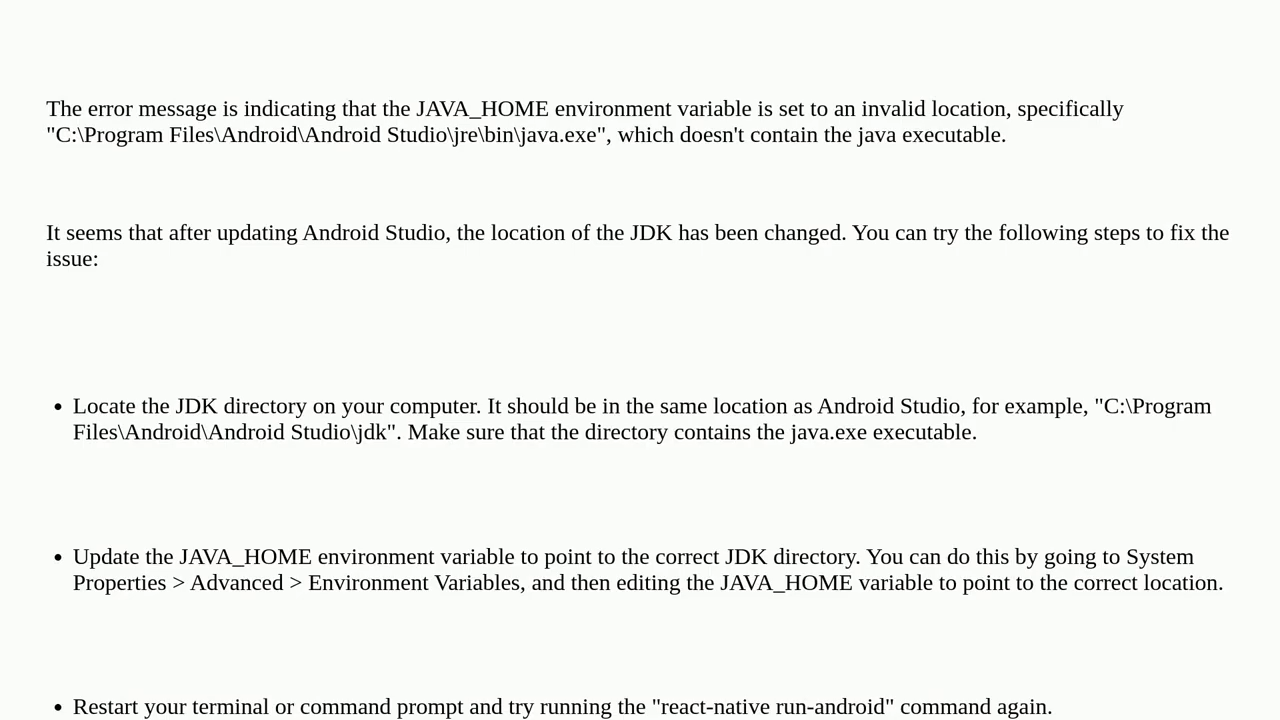 The error message is indicating that the JAVA_HOME environment variable is set to an invalid location, specifically
"C:\Program Files\Android\Android Studio\jre\bin\java.exe", which doesn't contain the java executable.
It seems that after updating Android Studio, the location of the JDK has been changed. You can try the following steps to fix the
issue:
• Locate the JDK directory on your computer. It should be in the same location as Android Studio, for example, "C:\Program
Files\Android\Android Studio\jdk". Make sure that the directory contains the java.exe executable.
• Update the JAVA_HOME environment variable to point to the correct JDK directory. You can do this by going to System
Properties > Advanced > Environment Variables, and then editing the JAVA_HOME variable to point to the correct location.
• Restart your terminal or command prompt and try running the "react-native run-android" command again.